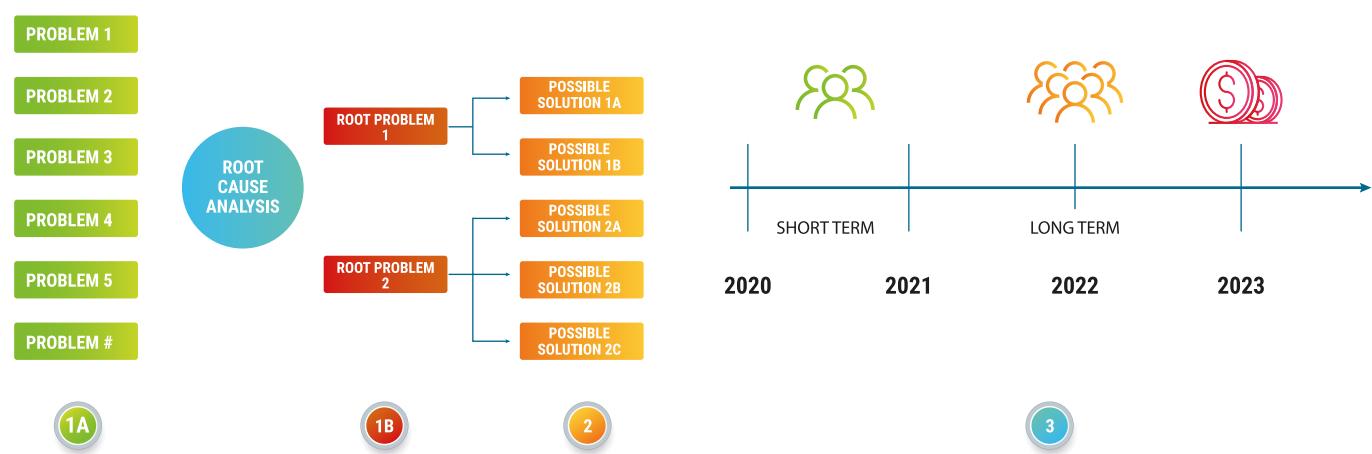 PROBLEM 1
PROBLEM 2
PROBLEM 3
PROBLEM 4
PROBLEM 5
PROBLEM #
1A
ROOT
CAUSE
ANALYSIS
ROOT PROBLEM
1
ROOT PROBLEM
2
1B
POSSIBLE
SOLUTION 1A
POSSIBLE
SOLUTION 1B
POSSIBLE
SOLUTION 2A
POSSIBLE
SOLUTION 2B
POSSIBLE
SOLUTION 2C
2
$
$
SHORT TERM
LONG TERM
2020
2021
2022
2023
3